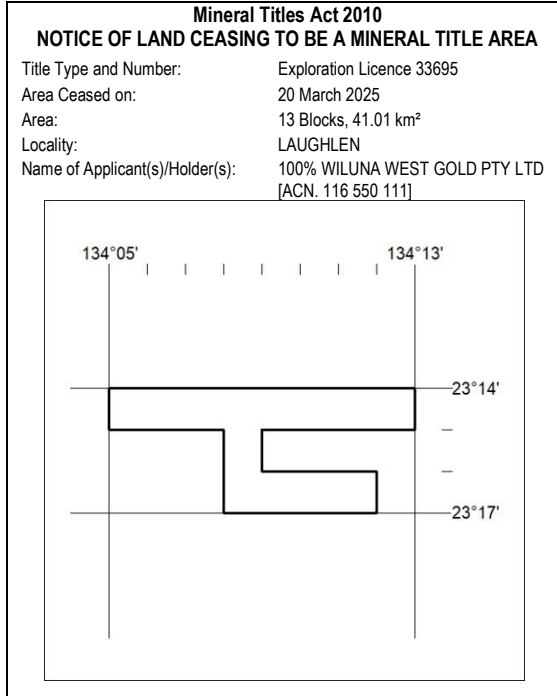 Mineral Titles Act 2010
NOTICE OF LAND CEASING TO BE A MINERAL TITLE AREA
Title Type and Number: Exploration Licence 33695
Area Ceased on: 20 March 2025
Area: 13 Blocks, 41.01 km²
Locality: LAUGHLEN
Name of Applicant(s)/Holder(s): 100% WILUNA WEST GOLD PTY LTD
[ACN. 116 550 111]
134°05' 134°13'
23°14'
23°17'